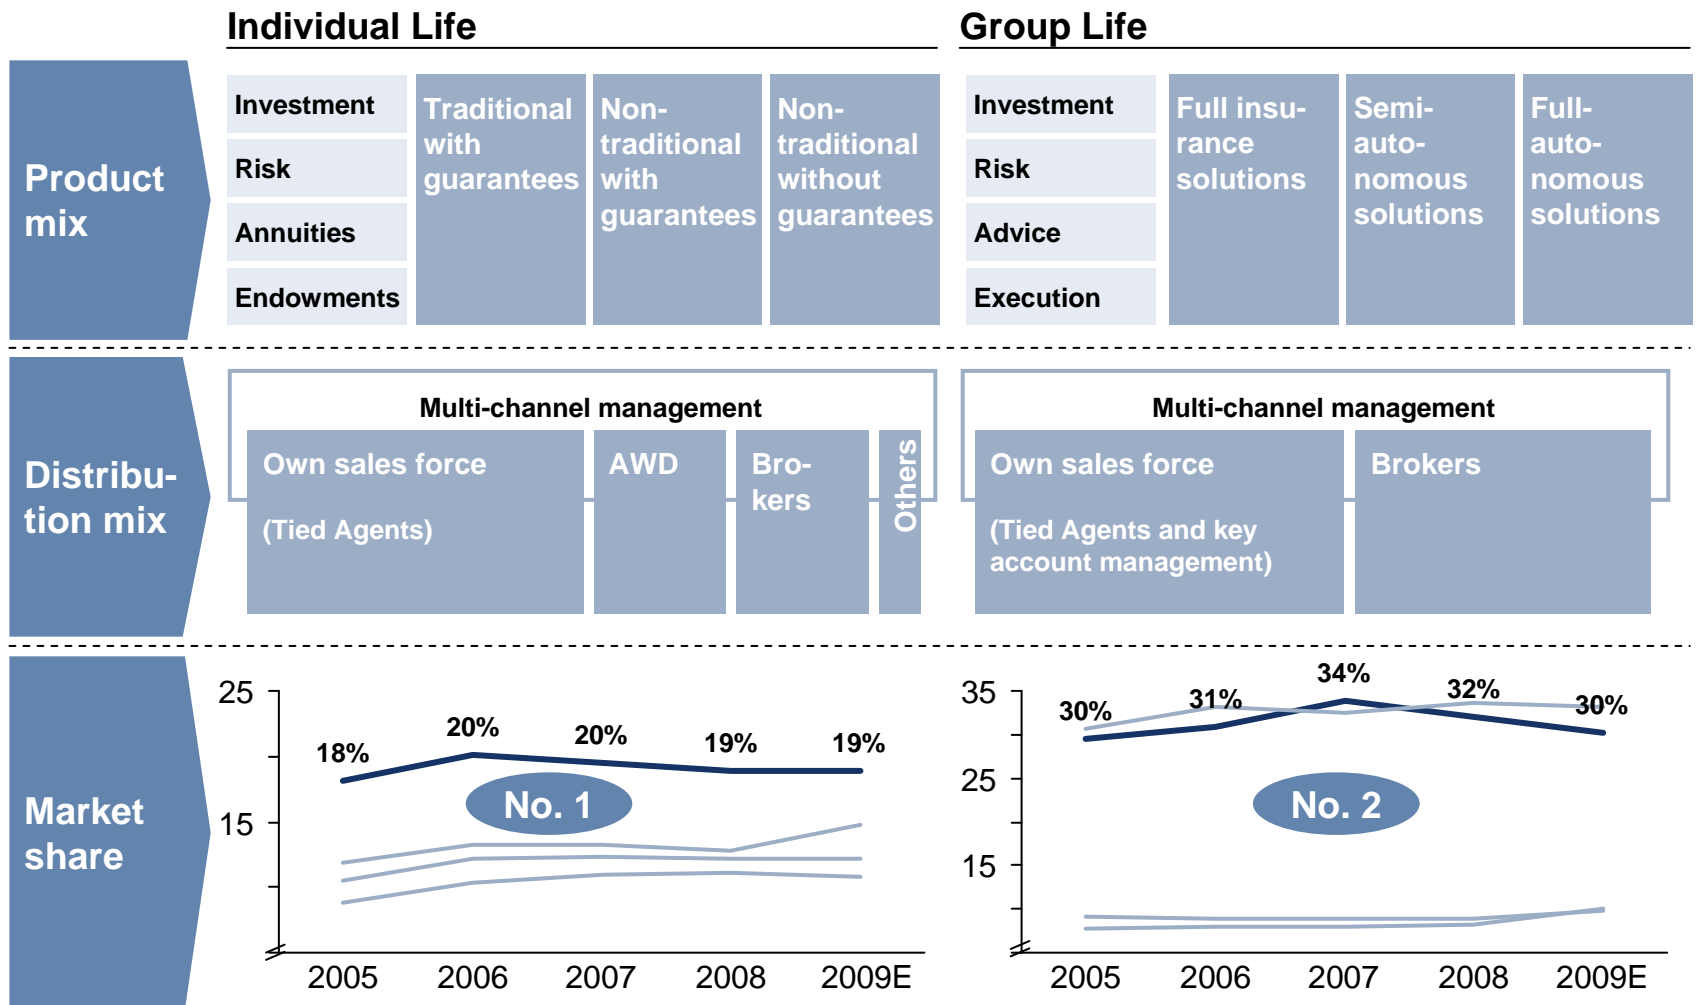 Individual Life
Group Life
Product
mix
Investment
Risk
Annuities
Endowments
Traditional
with
guarantees
Non-
traditional
with
guarantees
Non-
traditional
without
guarantees
Investment
Risk
Advice
Execution
Full insu-
rance
solutions
Semi-
auto-
nomous
solutions
Full-
auto-
nomous
solutions
Distribu-
tion mix
Multi-channel management
Own sales force
(Tied Agents)
AWD
Bro-
kers
Others
Multi-channel management
Own sales force
(Tied Agents and key
account management)
Brokers
Market
share
25
15
18%
20%
20%
19%
19%
No. 1
2005
2006
2007
2008
2009E
35
25
15
30%
31%
34%
32%
30%
No. 2
2005
2006
2007
2008
2009E